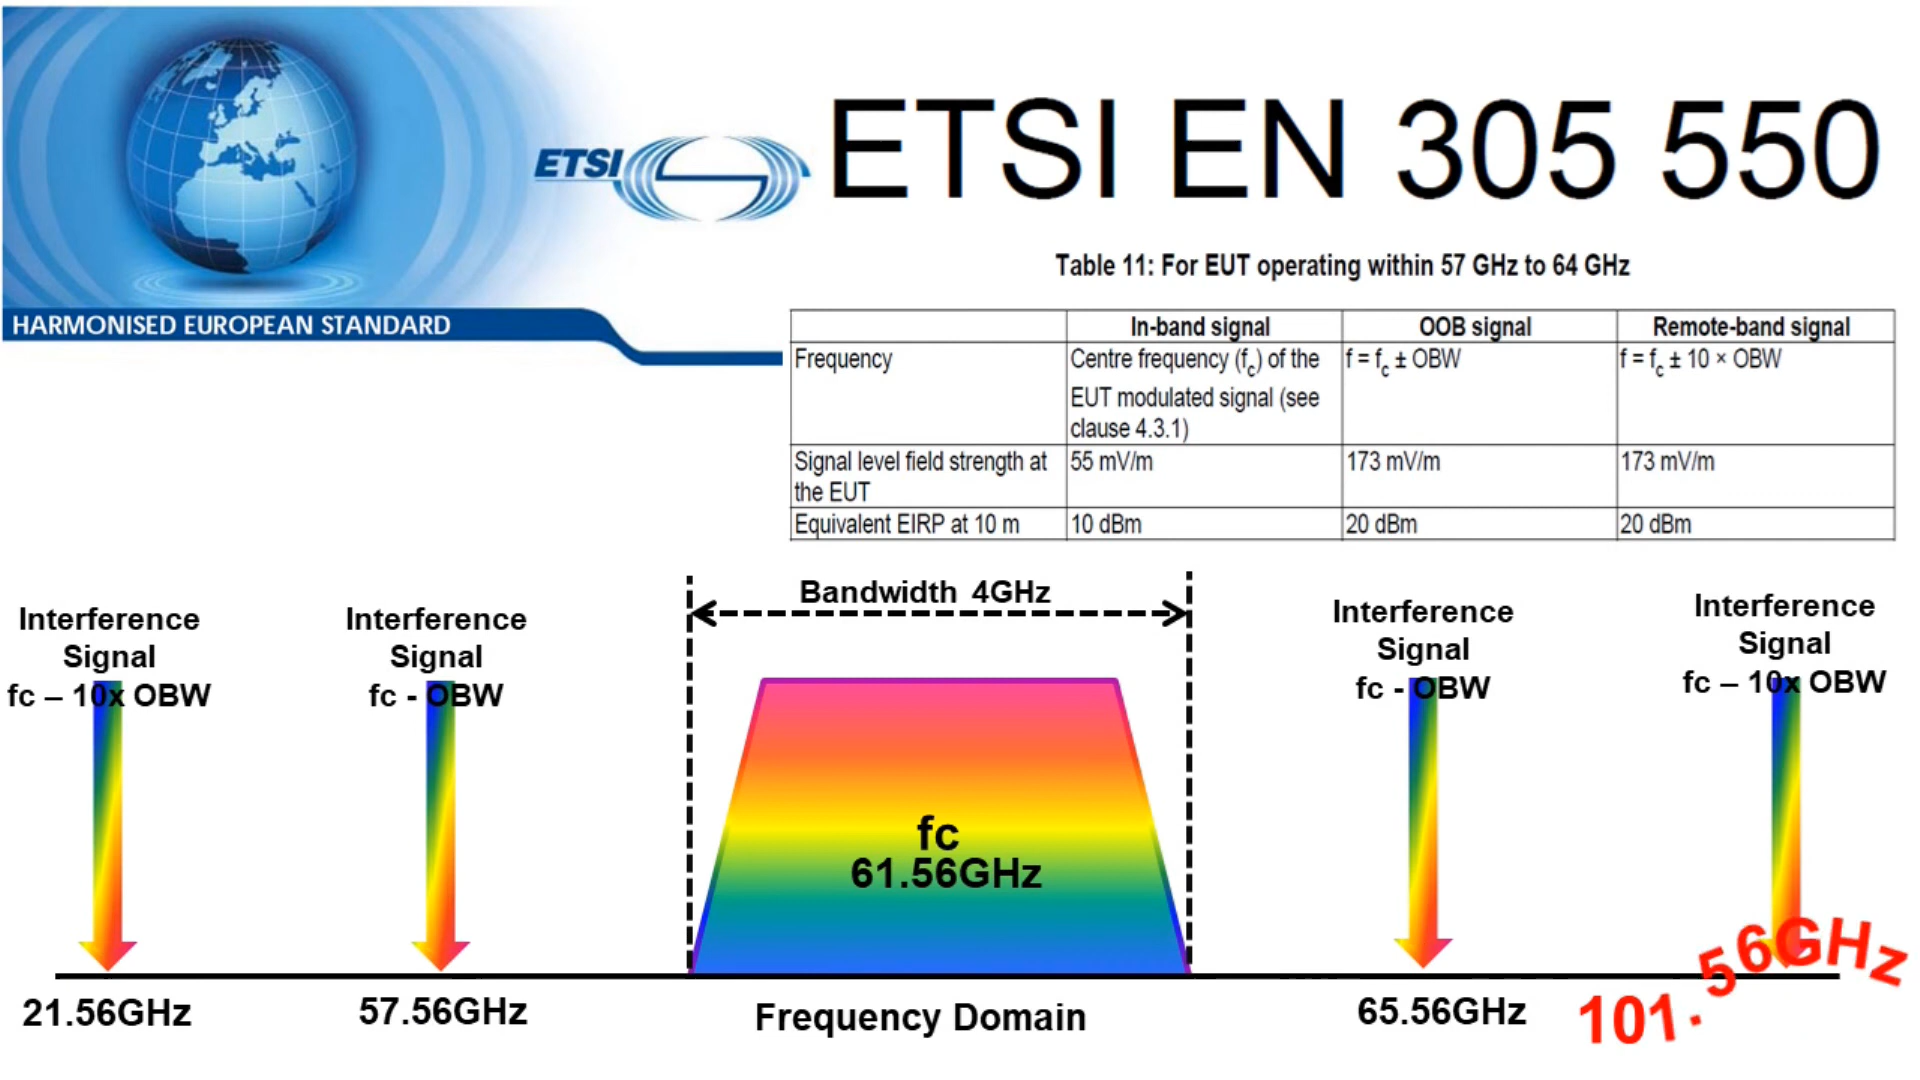 ETSI
ETSI EN 305 550
HARMONISED EUROPEAN STANDARD
Table 11: For EUT operating within 57 GHz to 64 GHz
In-band signal OOB signal Remote-band signal
Frequency Centre frequency (fc) of the f = fc ± OBW f = fc ± 10 × OBW
EUT modulated signal (see
clause 4.3.1)
Signal level field strength at 55 mV/m 173 mV/m 173 mV/m
the EUT
Equivalent EIRP at 10 m 10 dBm 20 dBm 20 dBm
Interference
Signal
fc – 10x OBW
Interference
Signal
fc - OBW
Bandwidth 4GHz
Interference
Signal
fc - OBW
Interference
Signal
fc – 10x OBW
fc
61.56GHz
21.56GHz
57.56GHz
Frequency Domain
65.56GHz
101.56GHz